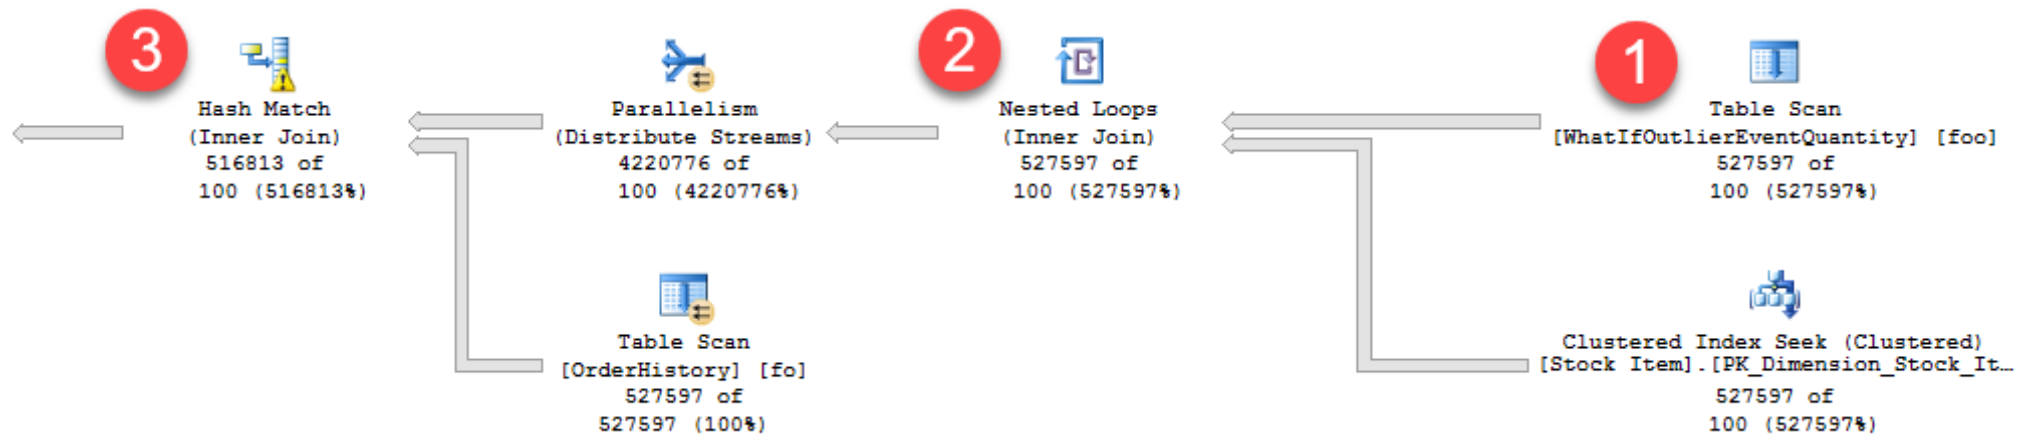 3
Hash Match
(Inner Join)
516813 of
100 (516813%)
Parallelism
(Distribute Streams)
4220776 of
100 (4220776%)
2
Nested Loops
(Inner Join)
527597 of
100 (527597%)
1
Table Scan
[WhatIfOutlierEventQuantity] [foo]
527597 of
100 (527597%)
Table Scan
[OrderHistory] [fo]
527597 of
527597 (100%)
Clustered Index Seek (Clustered)
[Stock Item].[PK_Dimension_Stock_It…
527597 of
100 (527597%)